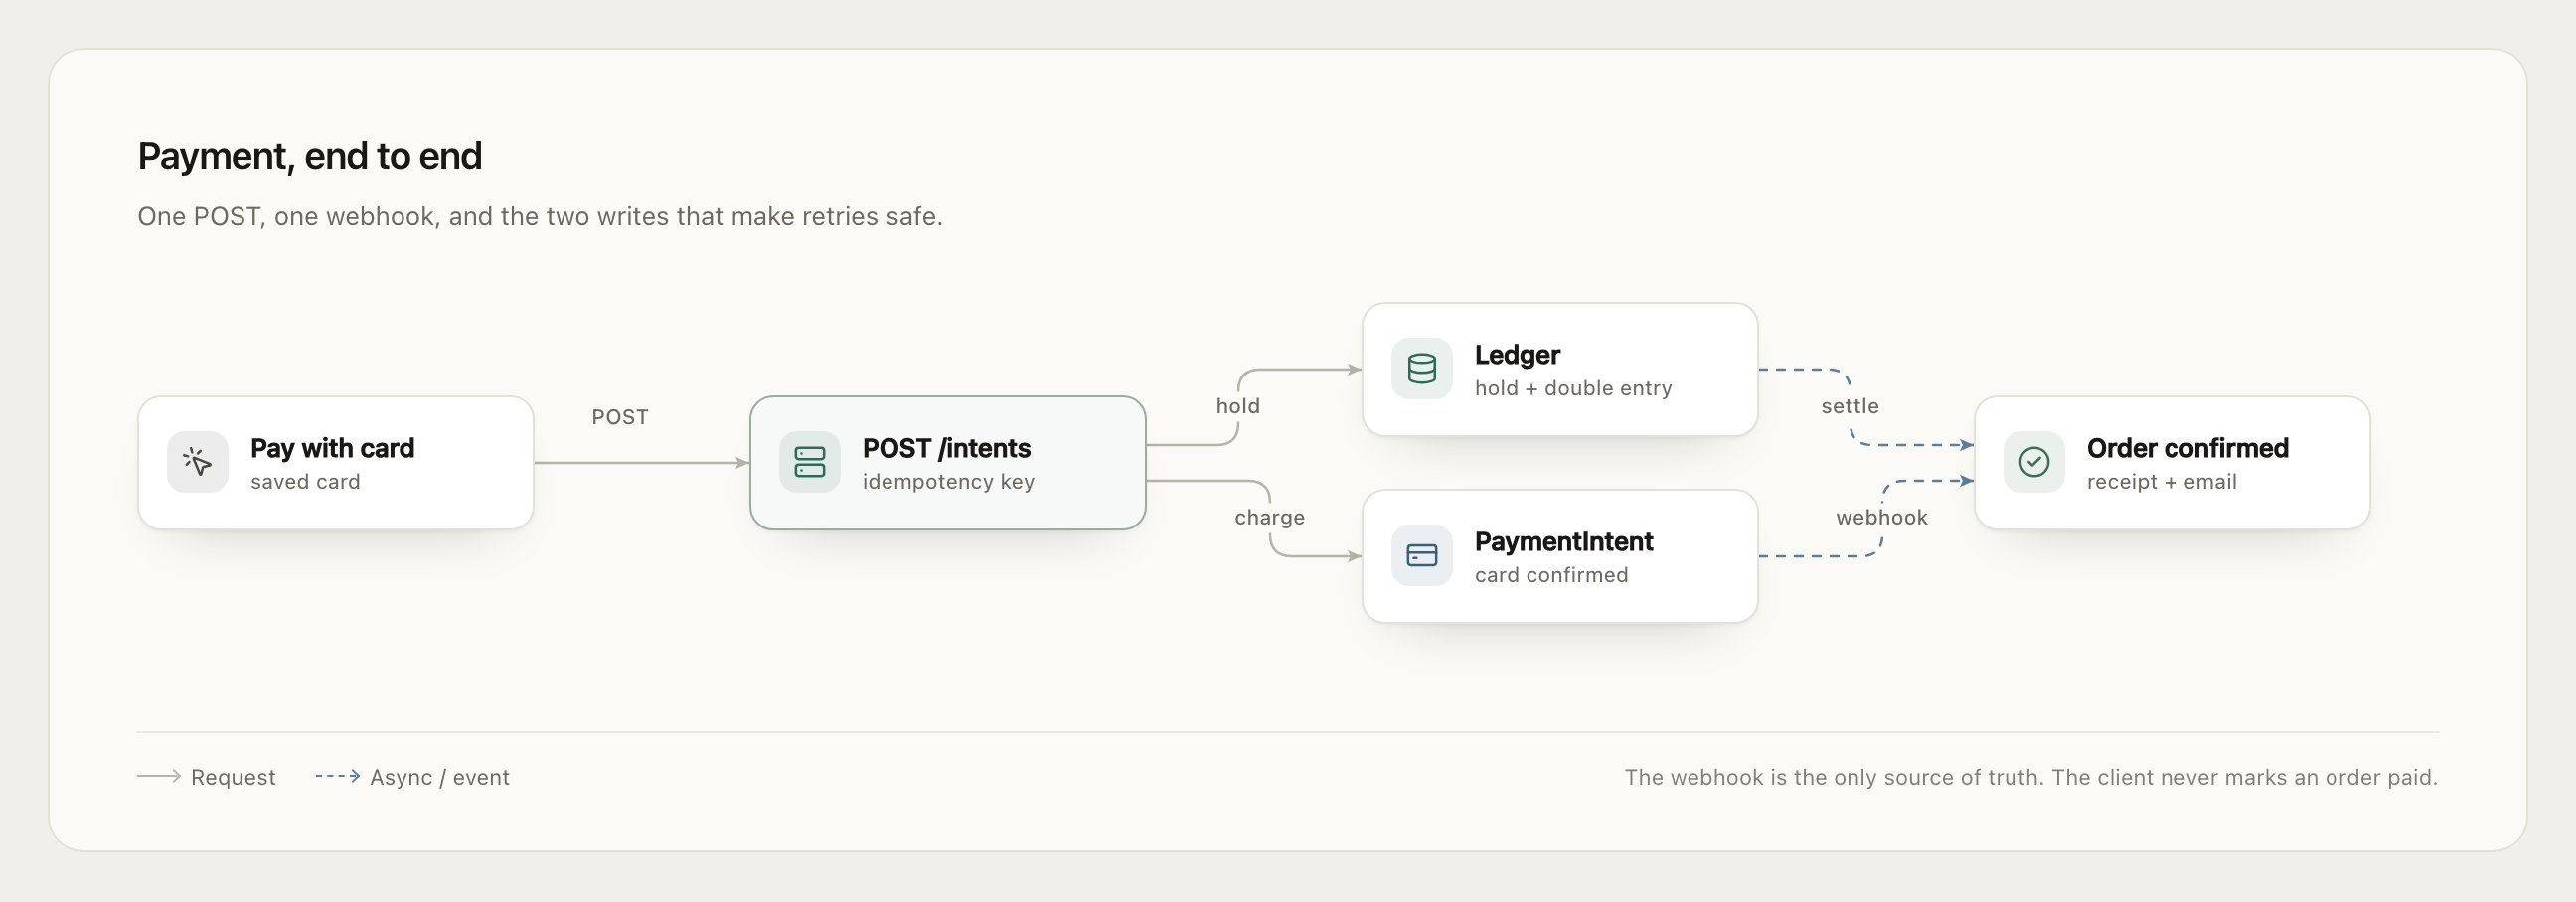 Payment, end to end
One POST, one webhook, and the two writes that make retries safe.
Pay with card
saved card
POST
POST /intents
idempotency key
hold
charge
Ledger
hold + double entry
PaymentIntent
card confirmed
settle
webhook
Order confirmed
receipt + email
Request
Async / event
The webhook is the only source of truth. The client never marks an order paid.